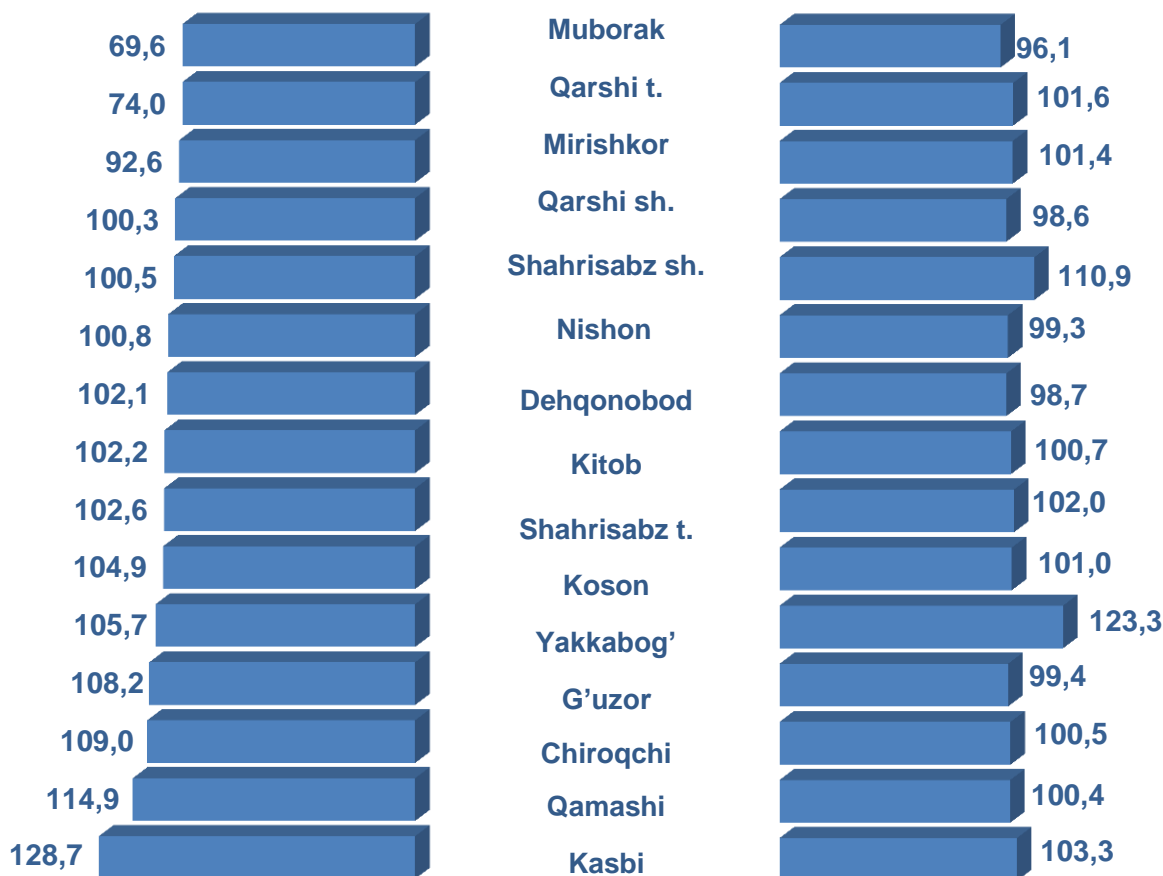 69,6 Muborak 96,1
74,0 Qarshi t. 101,6
92,6 Mirishkor 101,4
100,3 Qarshi sh. 98,6
100,5 Shahrisabz sh. 110,9
100,8 Nishon 99,3
102,1 Dehqonobod 98,7
102,2 Kitob 100,7
102,6 Shahrisabz t. 102,0
104,9 Koson 101,0
105,7 Yakkabog’ 123,3
108,2 G’uzor 99,4
109,0 Chiroqchi 100,5
114,9 Qamashi 100,4
128,7 Kasbi 103,3